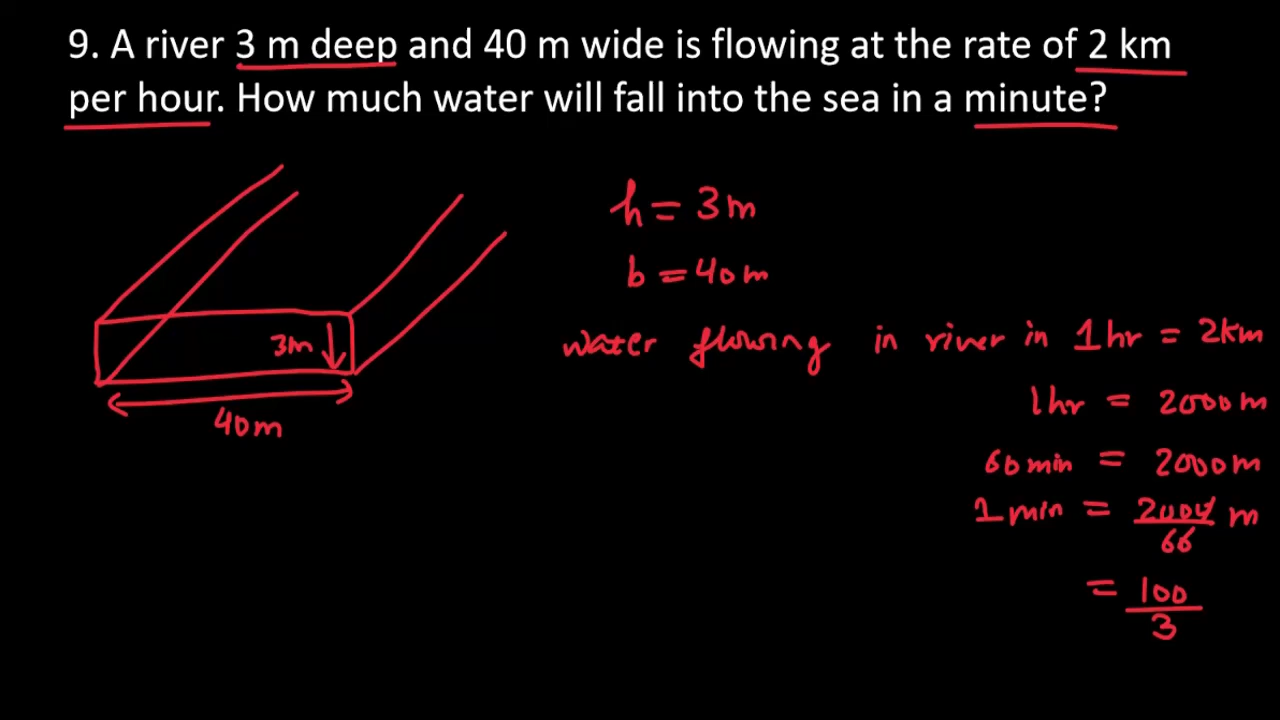 9. A river 3 m deep and 40 m wide is flowing at the rate of 2 km
per hour. How much water will fall into the sea in a minute?
h = 3m
b = 40m
3m
40m
water flowing in river in 1hr = 2km
1hr = 2000m
60min = 2000m
1min = 2000/60 m
= 100/3